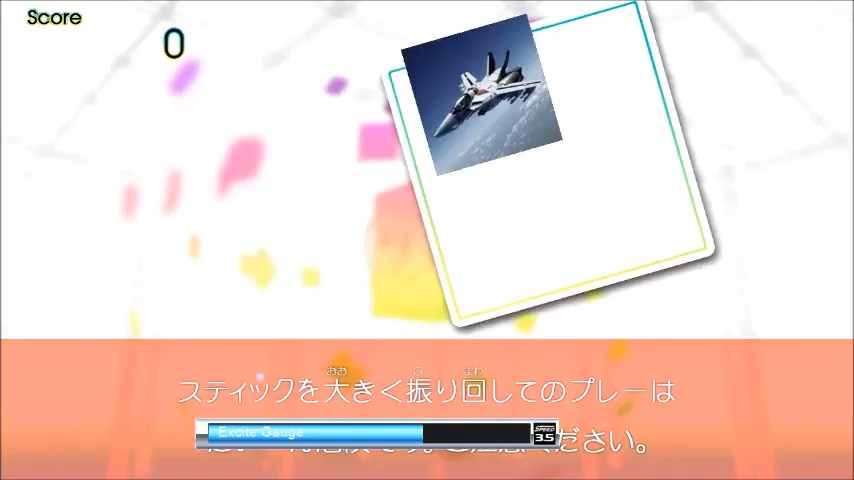 Score
0
おお ふ まわ
スティックを大きく振り回してのプレーは
ください。
Excite Gauge
SPEED
3.5